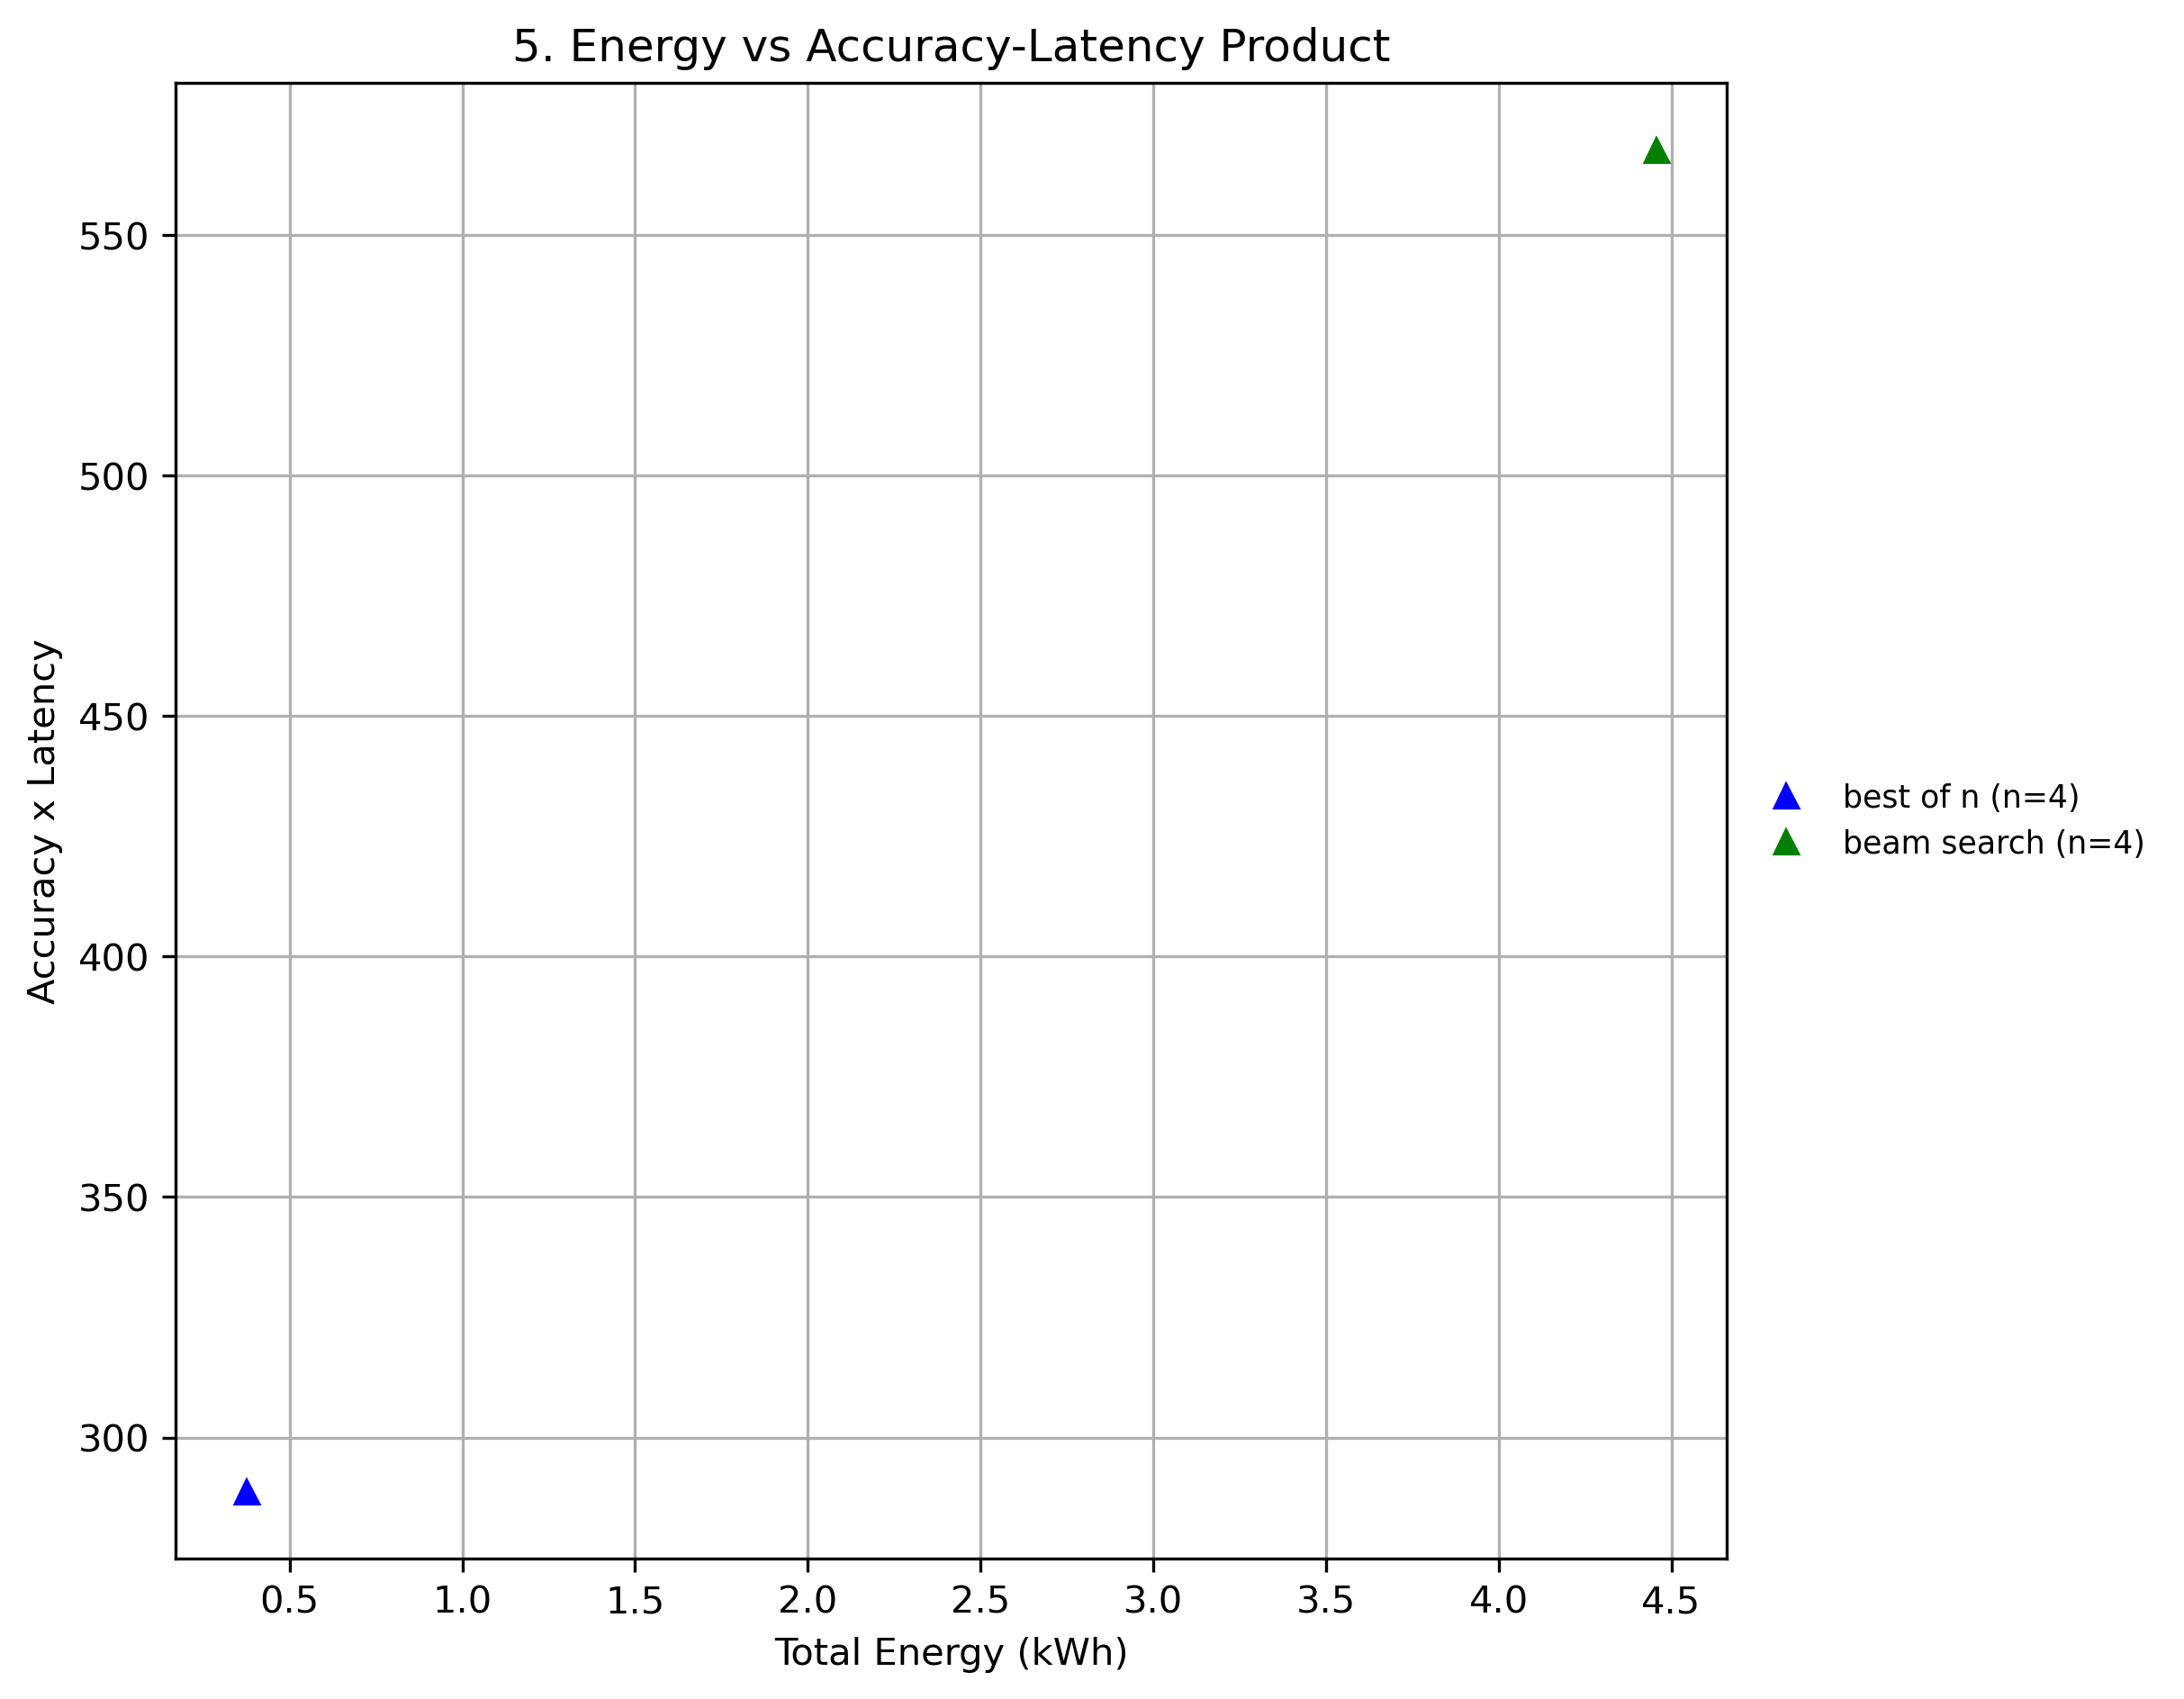 5. Energy vs Accuracy-Latency Product
Accuracy x Latency
550
500
450
400
350
300
0.5 1.0 1.5 2.0 2.5 3.0 3.5 4.0 4.5
Total Energy (kWh)
best of n (n=4)
beam search (n=4)